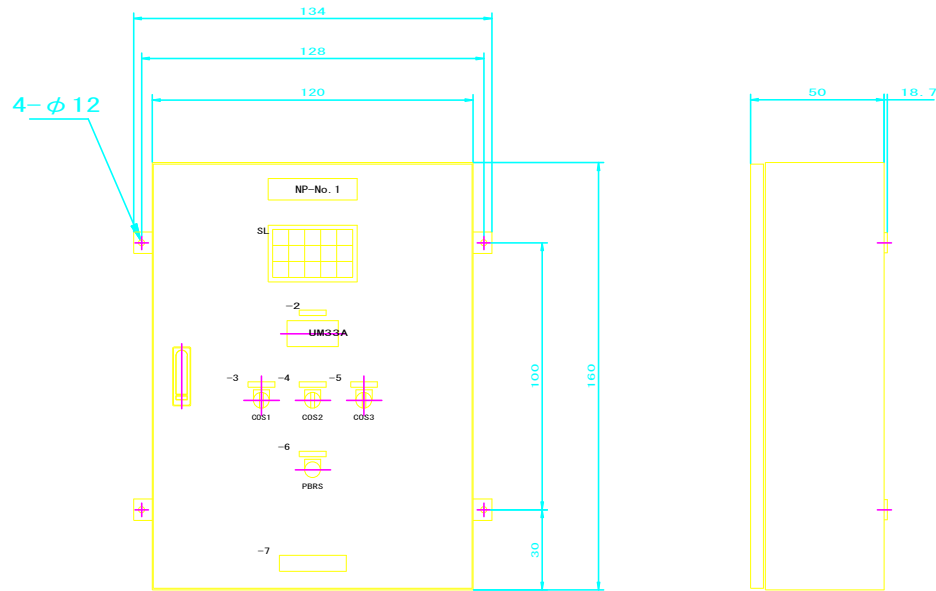 134
128
120
50
18.7
4-φ12
NP-No.1
SL
-2
UM33A
-3
-4
-5
COS1
COS2
COS3
100
160
-6
PBRS
30
-7